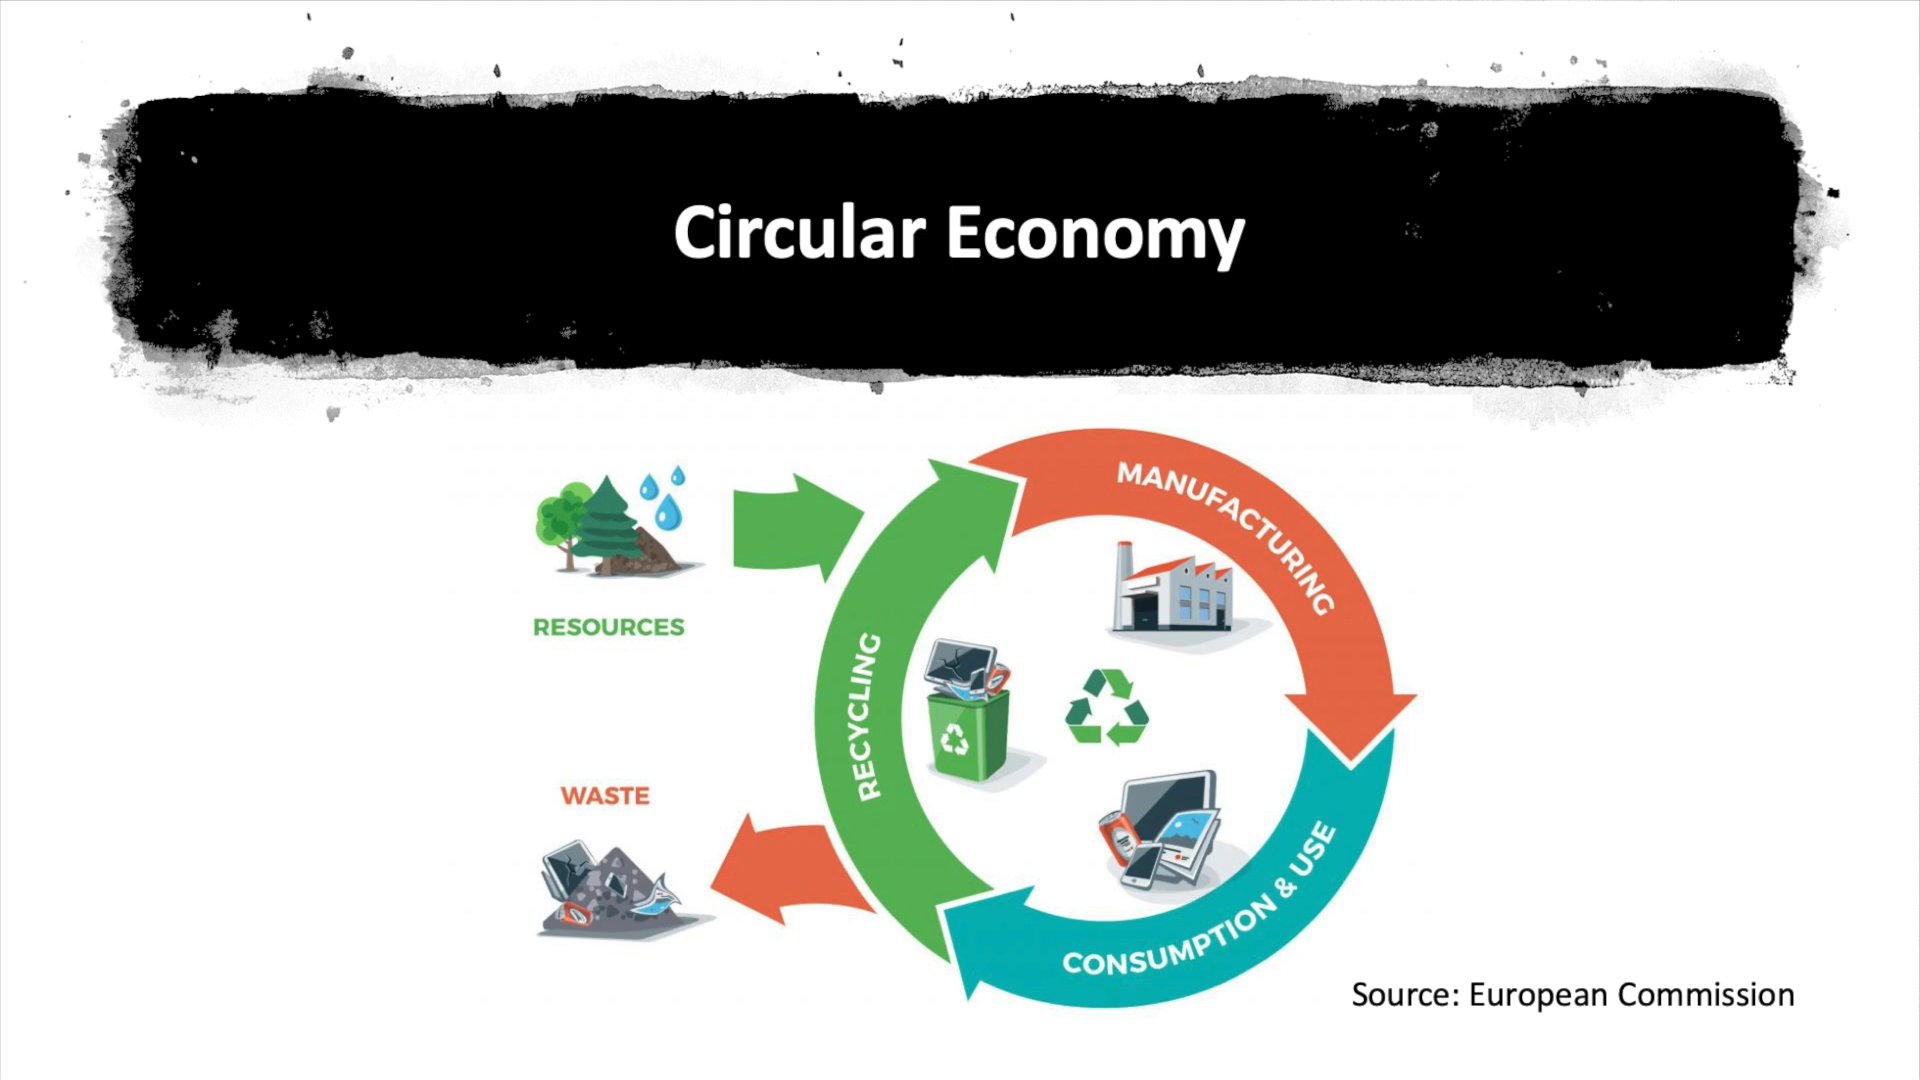 Circular Economy
RESOURCES
WASTE
RECYCLING
MANUFACTURING
CONSUMPTION & USE
Source: European Commission